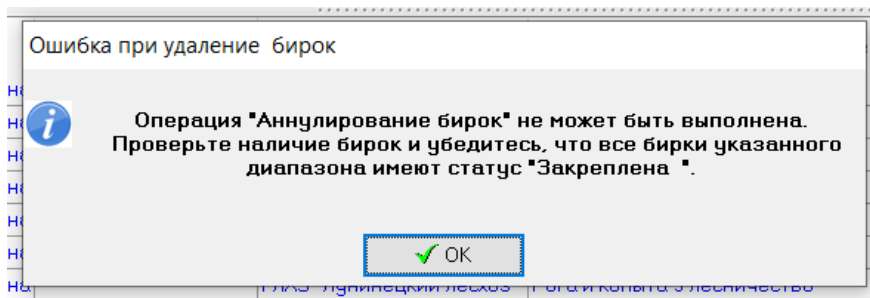 Ошибка при удаление бирок
Операция "Аннулирование бирок" не может быть выполнена.
Проверьте наличие бирок и убедитесь, что все бирки указанного
диапазона имеют статус "Закреплена ".
OK